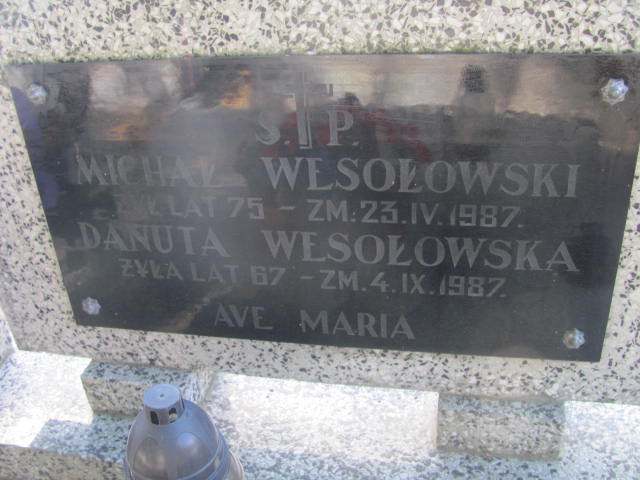 Ś. P.
MICHAŁ WESOŁOWSKI
ŻYŁ LAT 75 - ZM. 23.IV.1987.
DANUTA WESOŁOWSKA
ŻYŁA LAT 67 - ZM. 4.IX.1987.
AVE MARIA